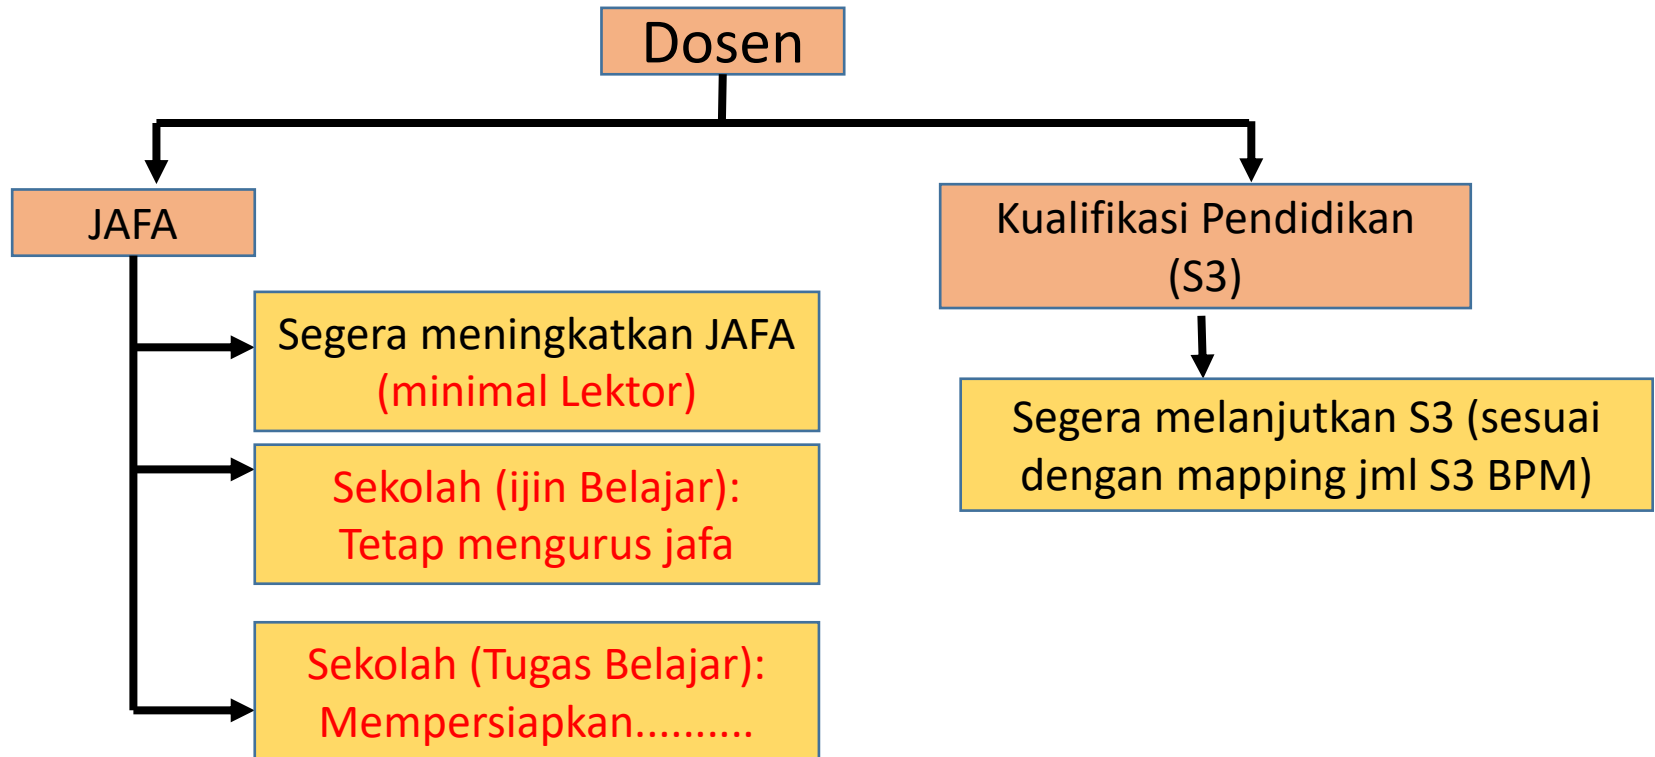 Dosen
JAFA
Segera meningkatkan JAFA
(minimal Lektor)
Sekolah (ijin Belajar):
Tetap mengurus jafa
Sekolah (Tugas Belajar):
Mempersiapkan..........
Kualifikasi Pendidikan
(S3)
Segera melanjutkan S3 (sesuai
dengan mapping jml S3 BPM)